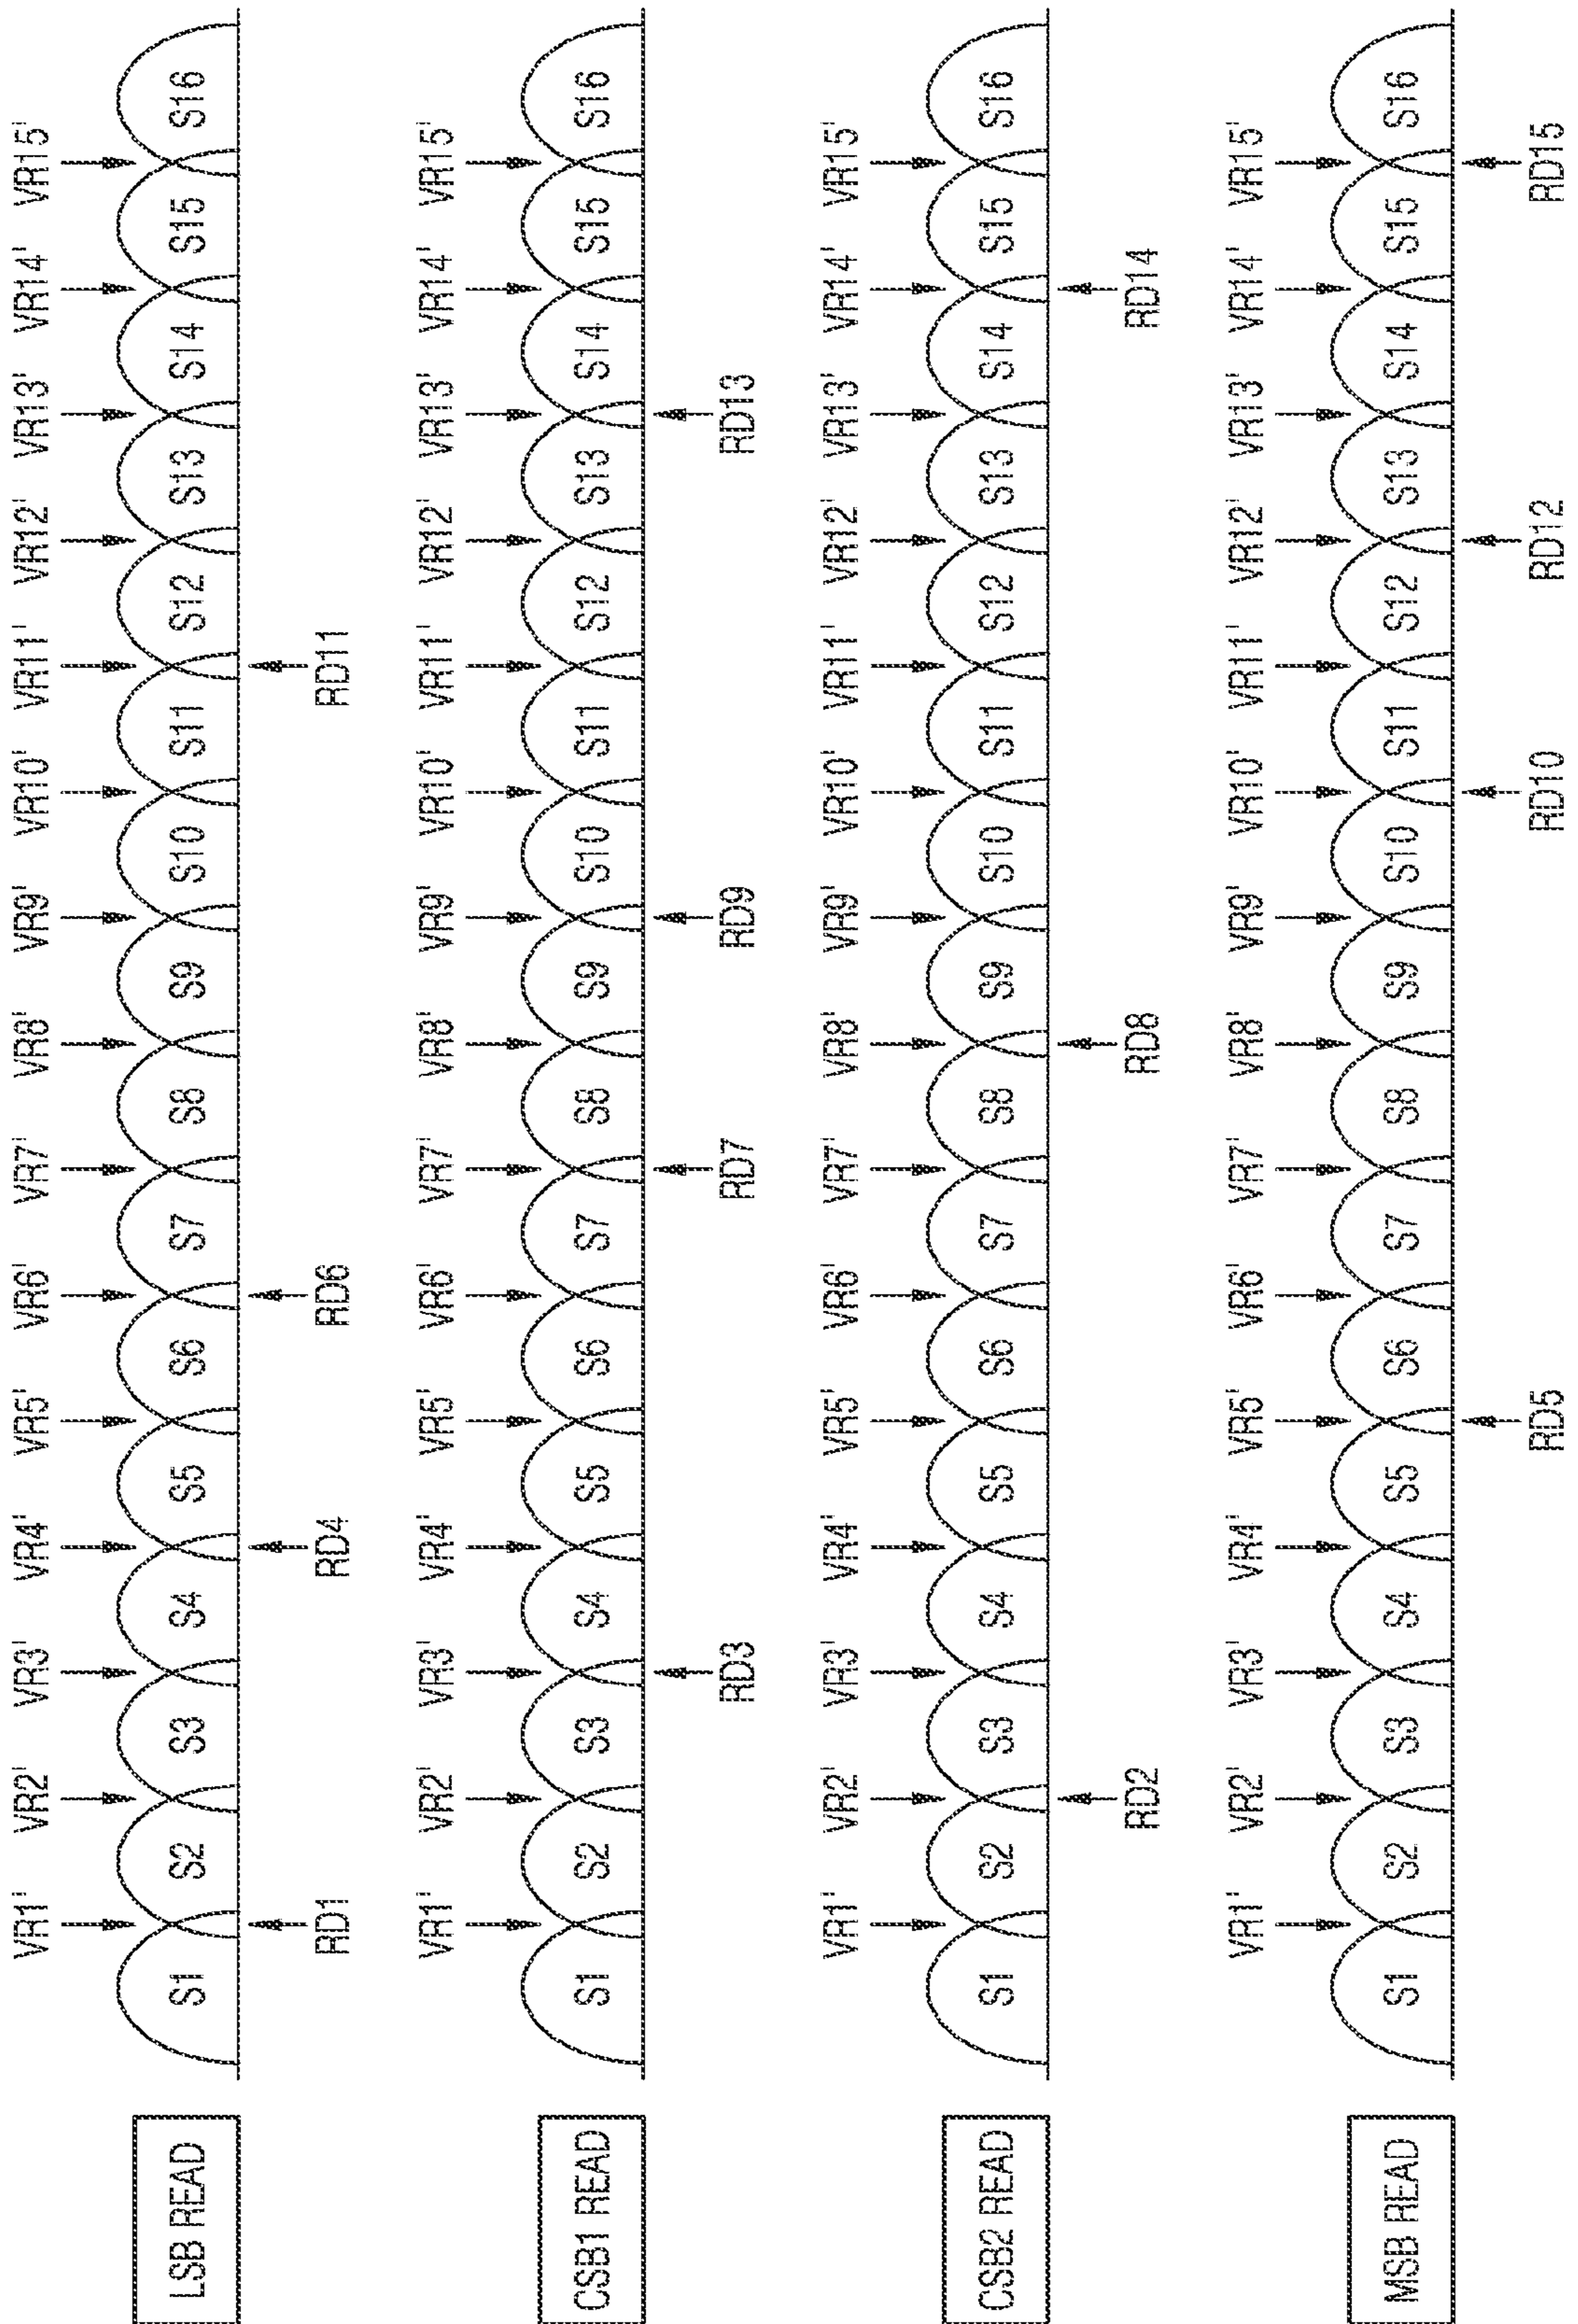 VR1' VR2' VR3' VR4' VR5' VR6' VR7' VR8' VR9' VR10' VR11' VR12' VR13' VR14' VR15'
LSB READ S1 S2 S3 S4 S5 S6 S7 S8 S9 S10 S11 S12 S13 S14 S15 S16
RD1 RD4 RD6 RD11
VR1' VR2' VR3' VR4' VR5' VR6' VR7' VR8' VR9' VR10' VR11' VR12' VR13' VR14' VR15'
CSB1 READ S1 S2 S3 S4 S5 S6 S7 S8 S9 S10 S11 S12 S13 S14 S15 S16
RD3 RD7 RD9 RD13
VR1' VR2' VR3' VR4' VR5' VR6' VR7' VR8' VR9' VR10' VR11' VR12' VR13' VR14' VR15'
CSB2 READ S1 S2 S3 S4 S5 S6 S7 S8 S9 S10 S11 S12 S13 S14 S15 S16
RD2 RD8 RD14
VR1' VR2' VR3' VR4' VR5' VR6' VR7' VR8' VR9' VR10' VR11' VR12' VR13' VR14' VR15'
MSB READ S1 S2 S3 S4 S5 S6 S7 S8 S9 S10 S11 S12 S13 S14 S15 S16
RD5 RD10 RD12 RD15